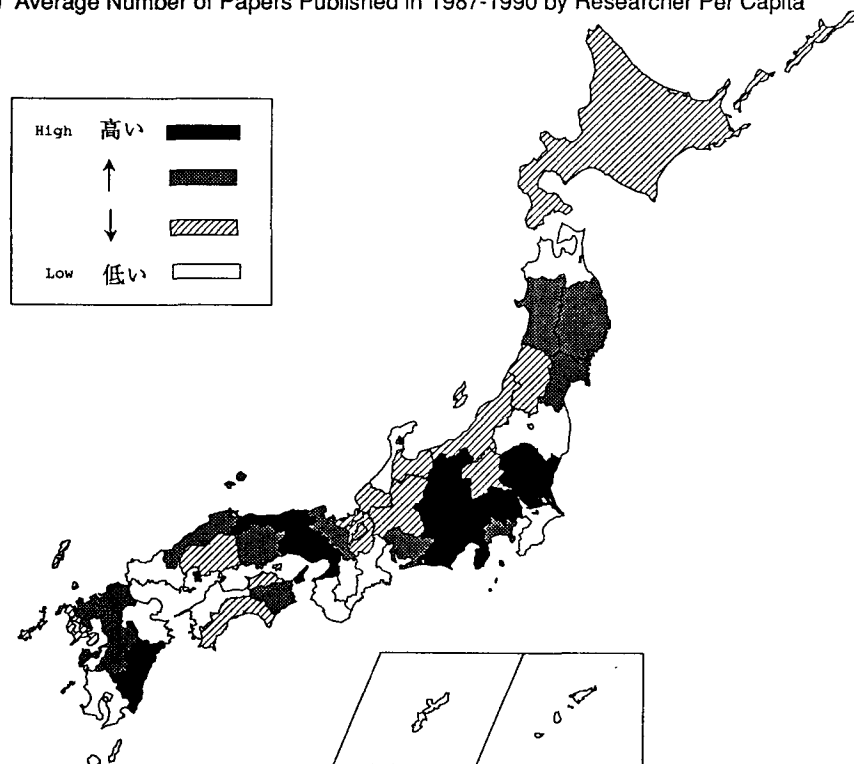 Average Number of Papers Published in 1987-1990 by Researcher Per Capita
High 高い
Low 低い